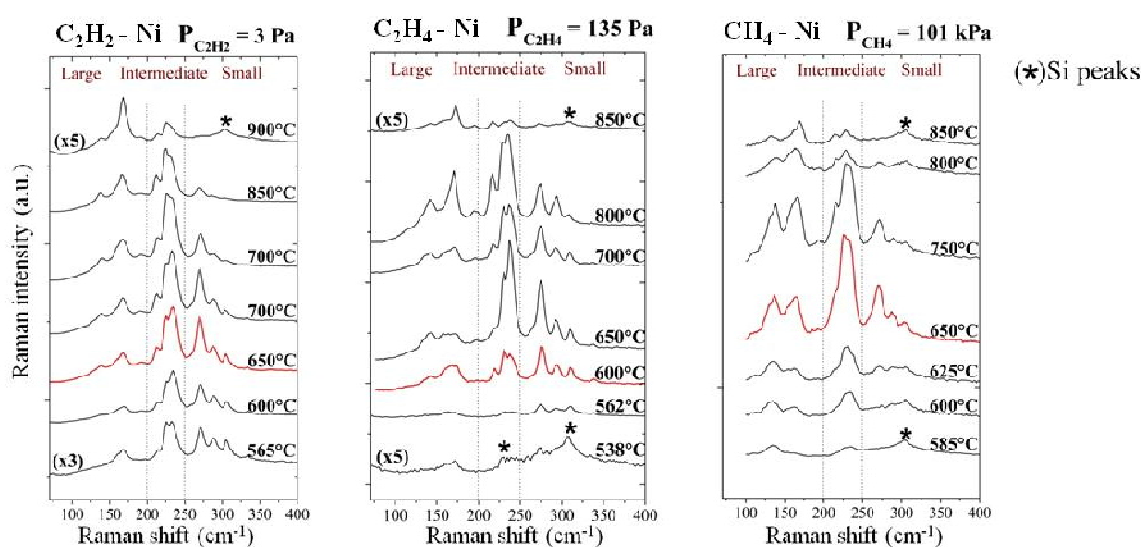 C₂H₂ - Ni P C₂H₂ = 3 Pa
Large Intermediate Small
(x5)
*
900°C
850°C
700°C
700°C
650°C
600°C
(x3)
565°C
100 150 200 250 300 350 400
Raman shift (cm⁻¹)
Raman intensity (a.u.)
C₂H₄ - Ni P C₂H₄ = 135 Pa
Large Intermediate Small
(x5)
*
850°C
800°C
700°C
650°C
600°C
562°C
(x5)
*
*
538°C
100 150 200 250 300 350 400
Raman shift (cm⁻¹)
CH₄ - Ni P CH₄ = 101 kPa
Large Intermediate Small
*
850°C
800°C
750°C
650°C
625°C
600°C
*
585°C
100 150 200 250 300 350 400
Raman shift (cm⁻¹)
(*)Si peaks